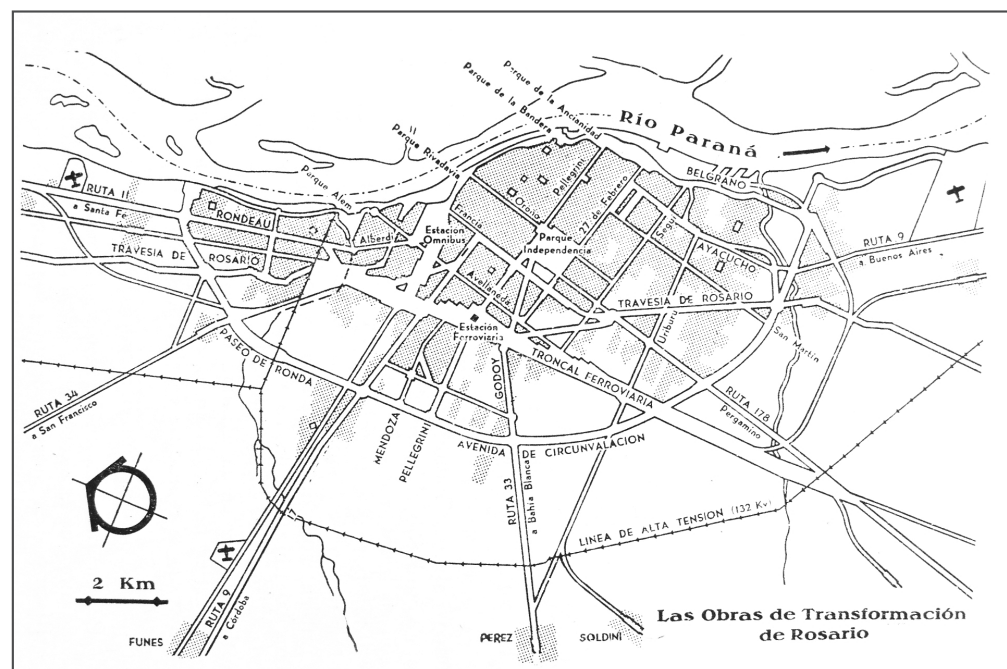 Parque de la Ancianidad
Parque de la Bandera
Río Paraná
Parque Rivadavia
Parque Alem
BELGRANO
RUTA 11
a Santa Fé
RONDEAU
Alberdi
Estación
Omnibus
Francia
Oroño
Pellegrini
27 de Febrero
Parque
Independencia
Seguí
AYACUCHO
RUTA 9
a Buenos Aires
TRAVESIA DE ROSARIO
Avellaneda
TRAVESIA DE ROSARIO
Uriburu
San Martín
Estación
Ferroviaria
PASEO DE RONDA
GODOY
TRONCAL FERROVIARIA
RUTA 34
a San Francisco
MENDOZA
PELLEGRINI
AVENIDA DE CIRCUNVALACION
RUTA 178
Pergamino
RUTA 33
a Bahía Blanca
LINEA DE ALTA TENSION (132 Kv)
2 Km
RUTA 9
a Córdoba
FUNES
PEREZ
SOLDINI
Las Obras de Transformación
de Rosario